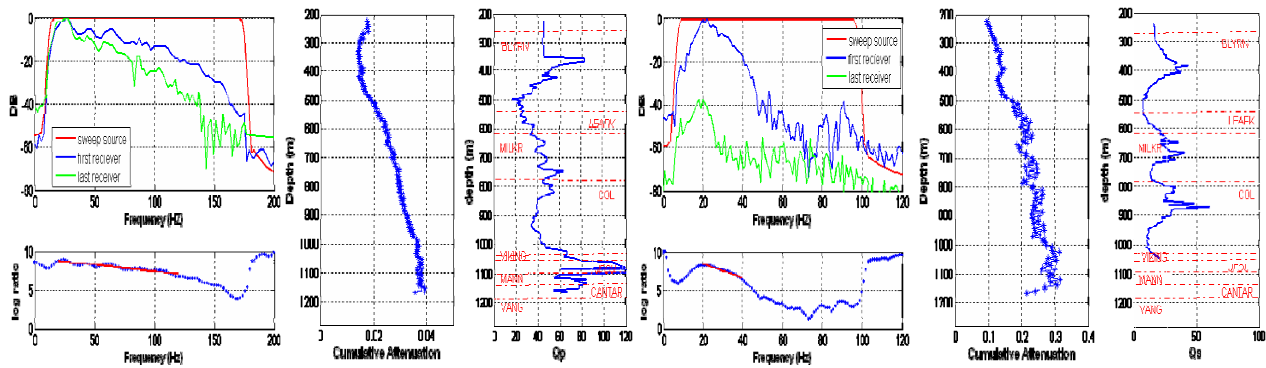 0
-20
-40
-60
-80
DB
sweep source
first reciever
last receiver
0 50 100 150 200
Frequency (HZ)
10
5
0
log ratio
0 50 100 150 200
Frequency (HZ)
200
300
400
500
600
700
800
900
1000
1100
1200
Depth (m)
0.02 0.04
Cumulative Attenuation
200
300
400
500
600
700
800
900
1000
1100
1200
depth (m)
BLYRIV
LEAFK
MILKR
COL
VIKING
MANN
CANTAR
VANG
0 20 40 60 80 100 120
Qp
0
-20
-40
-60
-80
DB
sweep source
first reciever
last receiver
0 20 40 60 80 100 120
Frequency (HZ)
10
5
0
log ratio
0 20 40 60 80 100 120
Frequency (HZ)
200
300
400
500
600
700
800
900
1000
1100
1200
Depth (m)
0 0.1 0.2 0.3 0.4
Cumulative Attenuation
200
300
400
500
600
700
800
900
1000
1100
1200
depth (m)
BLYRIV
LEAFK
MILKR
COL
VIKING
MANN
CANTAR
VANG
0 50 100
Qs